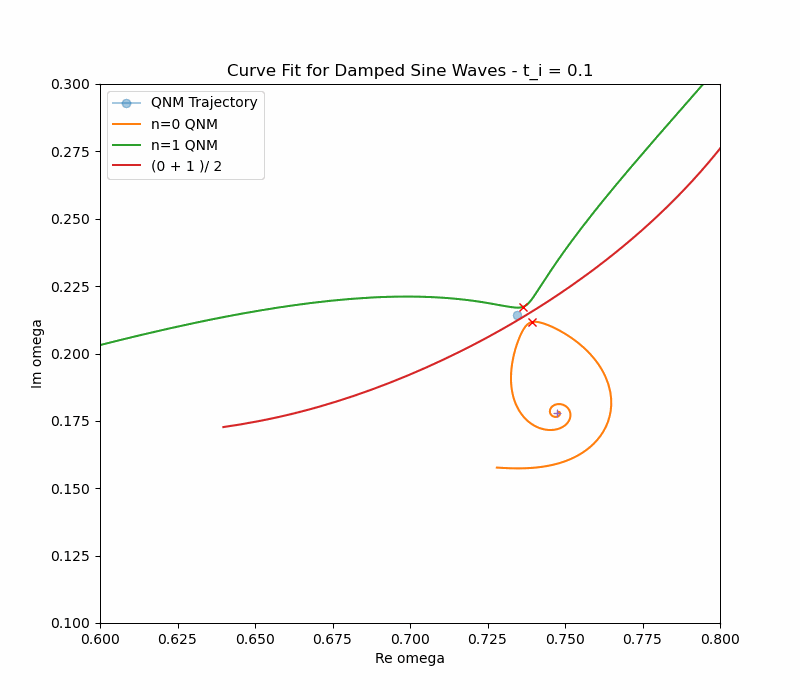 Curve Fit for Damped Sine Waves - t_i = 0.1
QNM Trajectory
n=0 QNM
n=1 QNM
(0 + 1 )/ 2
Im omega
0.300
0.275
0.250
0.225
0.200
0.175
0.150
0.125
0.100
0.600
0.625
0.650
0.675
0.700
0.725
0.750
0.775
0.800
Re omega